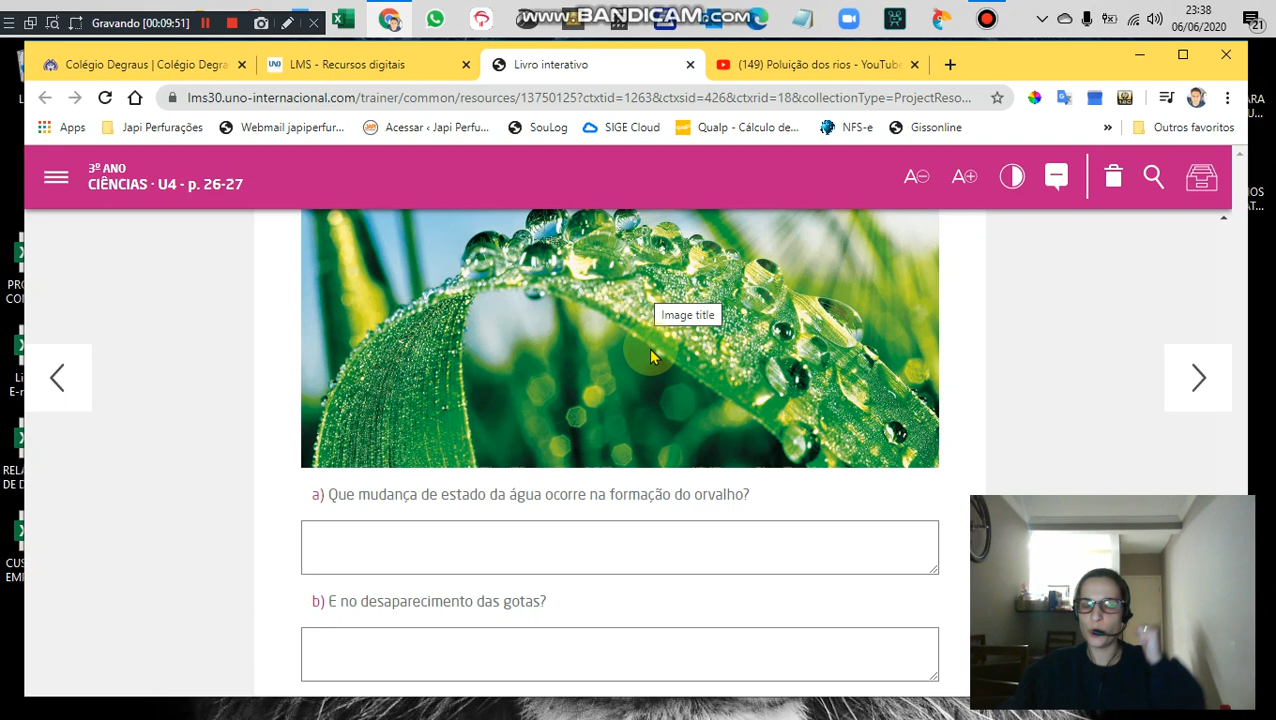 Gravando [00:09:51]
www.BANDICAM.com
23:38
06/06/2020
21
Colégio Degraus | Colégio Degra
LMS - Recursos digitais
Livro interativo
(149) Poluição dos rios - YouTube
lms30.uno-internacional.com/trainer/common/resources/13750125?ctxtid=1263&ctxsid=426&ctxrid=18&collectionType=ProjectReso...
Apps
Japi Perfurações
Webmail japiperfur...
Acessar ‹ Japi Perfu...
SouLog
SIGE Cloud
Qualp - Cálculo de...
NFS-e
Gissonline
»
Outros favoritos
3º ANO
CIÊNCIAS · U4 - p. 26-27
A-
A+
Image title
a) Que mudança de estado da água ocorre na formação do orvalho?
b) E no desaparecimento das gotas?